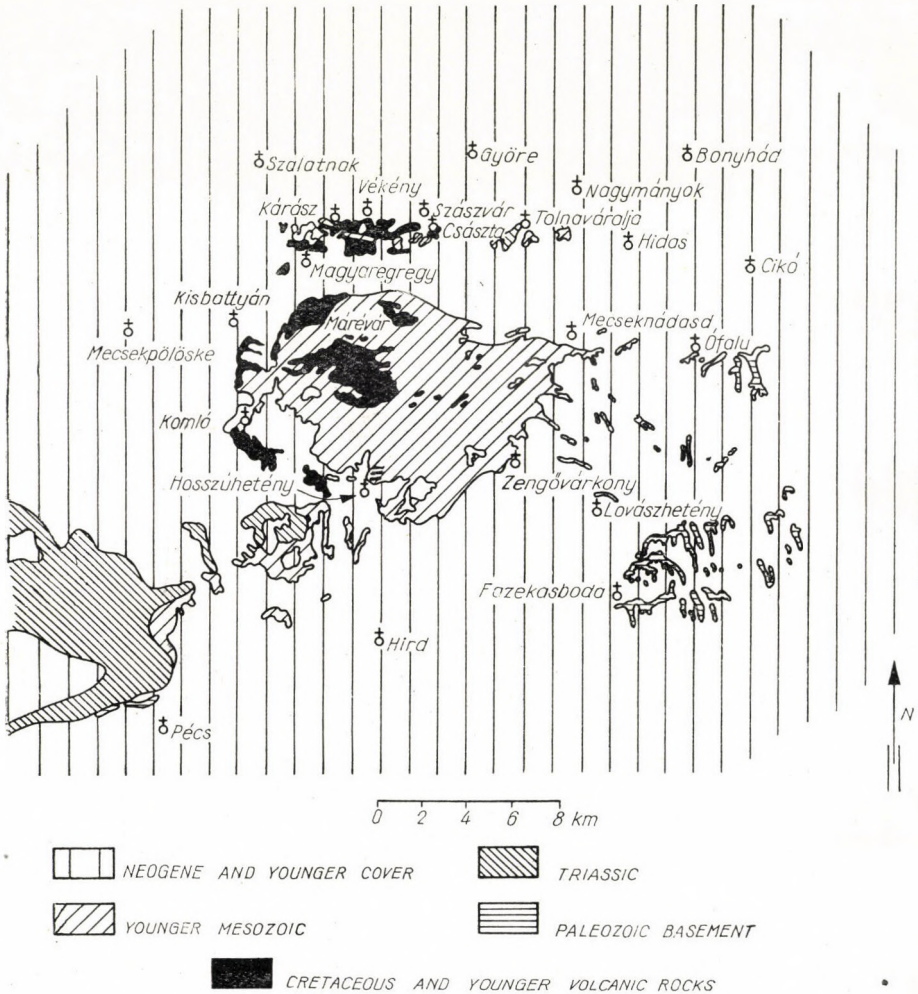 Szalatnak
Györe
Bonyhád
Vékény
Nagymányok
Kárász
Szászvár
Császta
Tolnaváralja
Hidas
Cikó
Magyaregregy
Kisbattyán
Márévár
Mecseknádasd
Mecsekpölöske
Ófalu
Komló
Hosszúhetény
Zengővárkony
Lovászhetény
Fazekasboda
Hird
Pécs
N
0 2 4 6 8 km
NEOGENE AND YOUNGER COVER
TRIASSIC
YOUNGER MESOZOIC
PALEOZOIC BASEMENT
CRETACEOUS AND YOUNGER VOLCANIC ROCKS